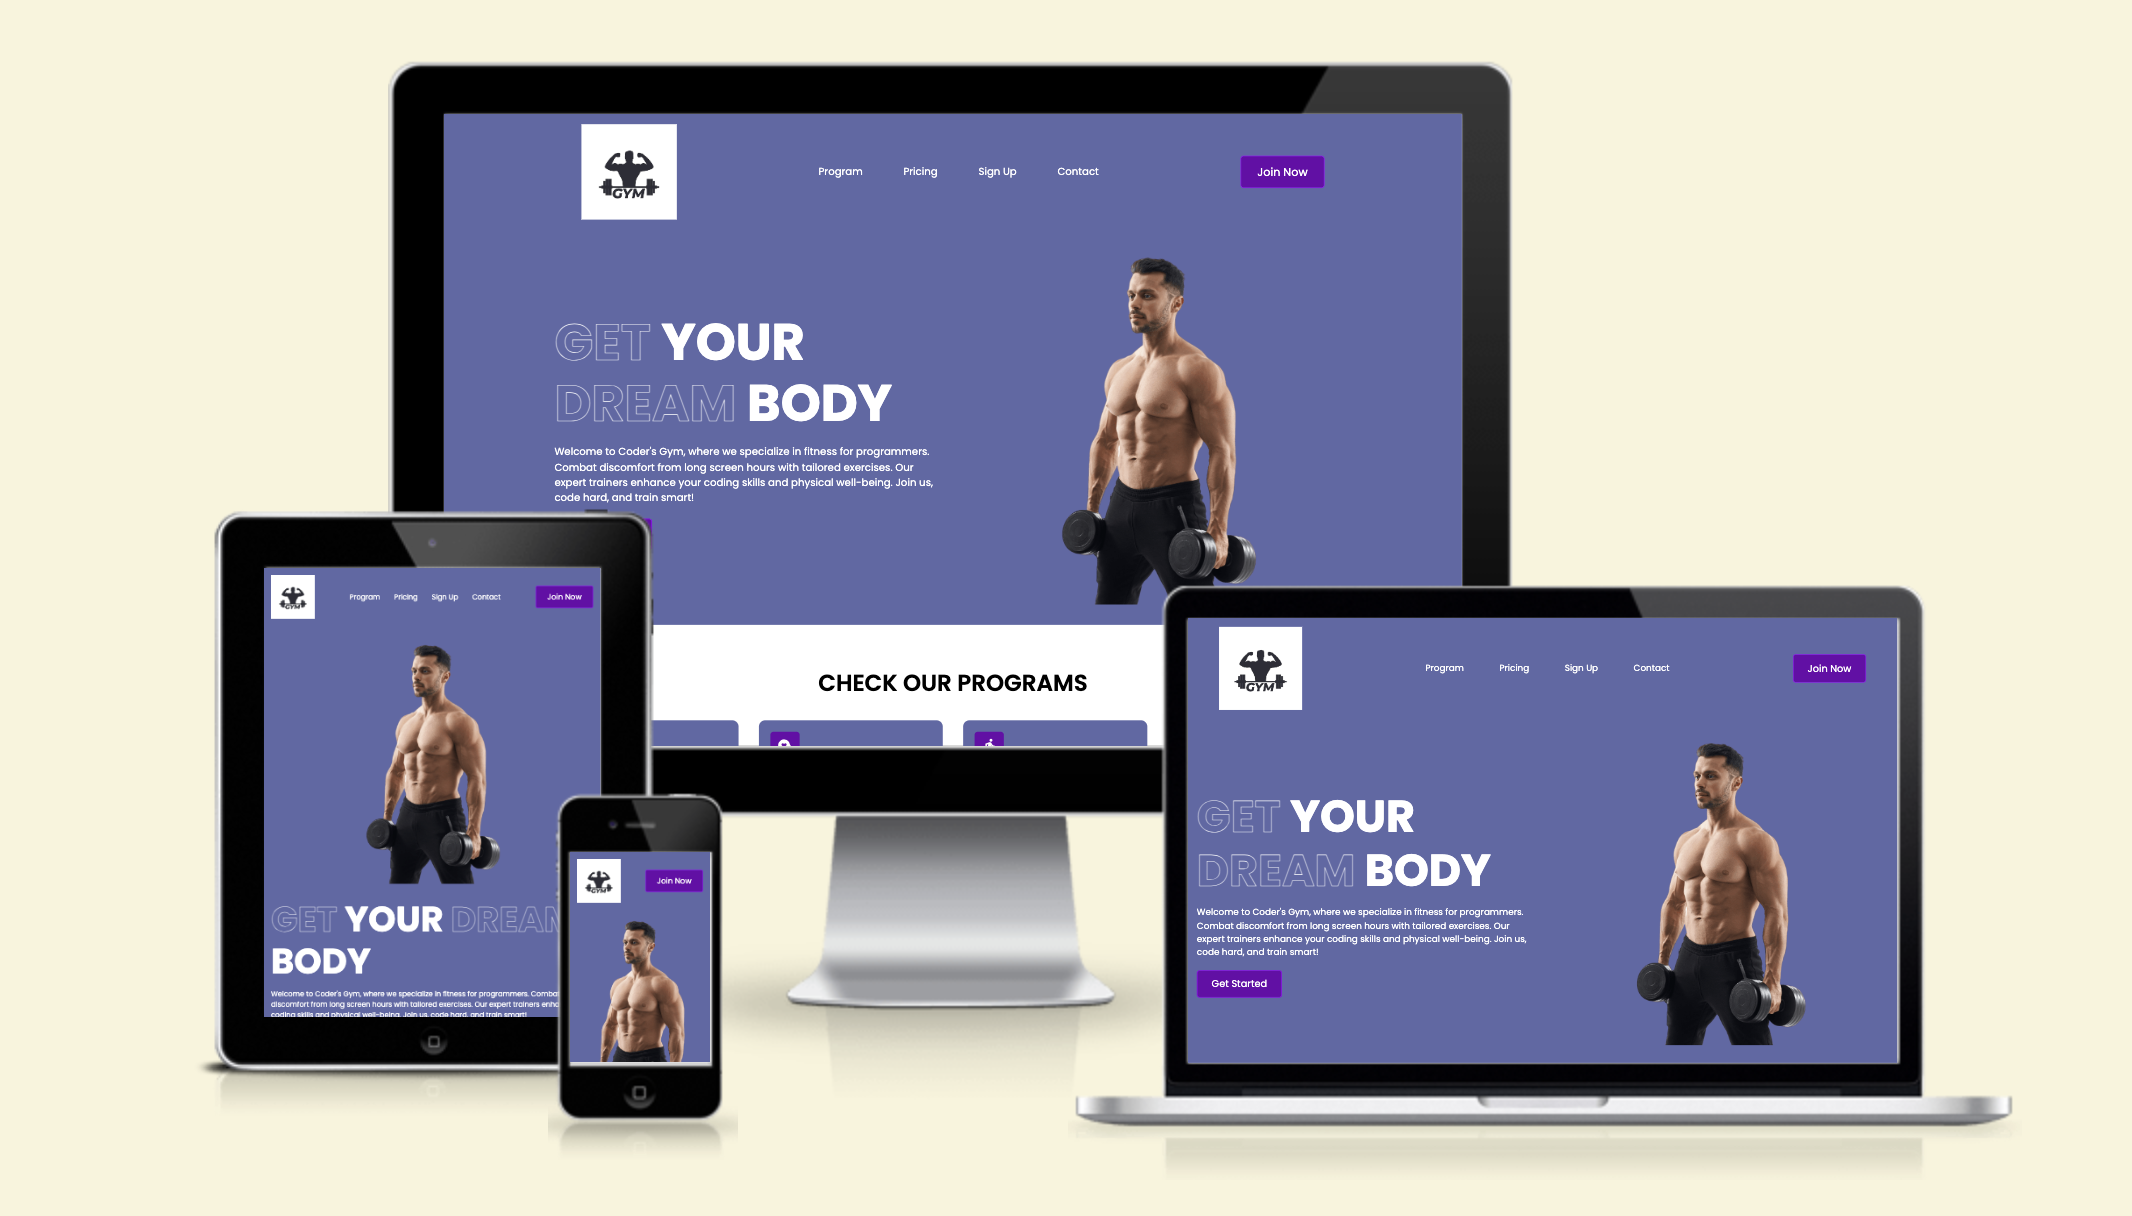 GYM
Program Pricing Sign Up Contact
Join Now
GET YOUR
DREAM BODY
Welcome to Coder's Gym, where we specialize in fitness for programmers.
Combat discomfort from long screen hours with tailored exercises. Our
expert trainers enhance your coding skills and physical well-being. Join us,
code hard, and train smart!
CHECK OUR PROGRAMS
GYM
Program Pricing Sign Up Contact
Join Now
GET YOUR DREAM
BODY
Welcome to Coder's Gym, where we specialize in fitness for programmers. Combat
discomfort from long screen hours with tailored exercises. Our expert trainers
coding skills and physical well-being. Join us, code hard, and train smart!
GYM
Join Now
GYM
Program Pricing Sign Up Contact
Join Now
GET YOUR
DREAM BODY
Welcome to Coder's Gym, where we specialize in fitness for programmers.
Combat discomfort from long screen hours with tailored exercises. Our
expert trainers enhance your coding skills and physical well-being. Join us,
code hard, and train smart!
Get Started